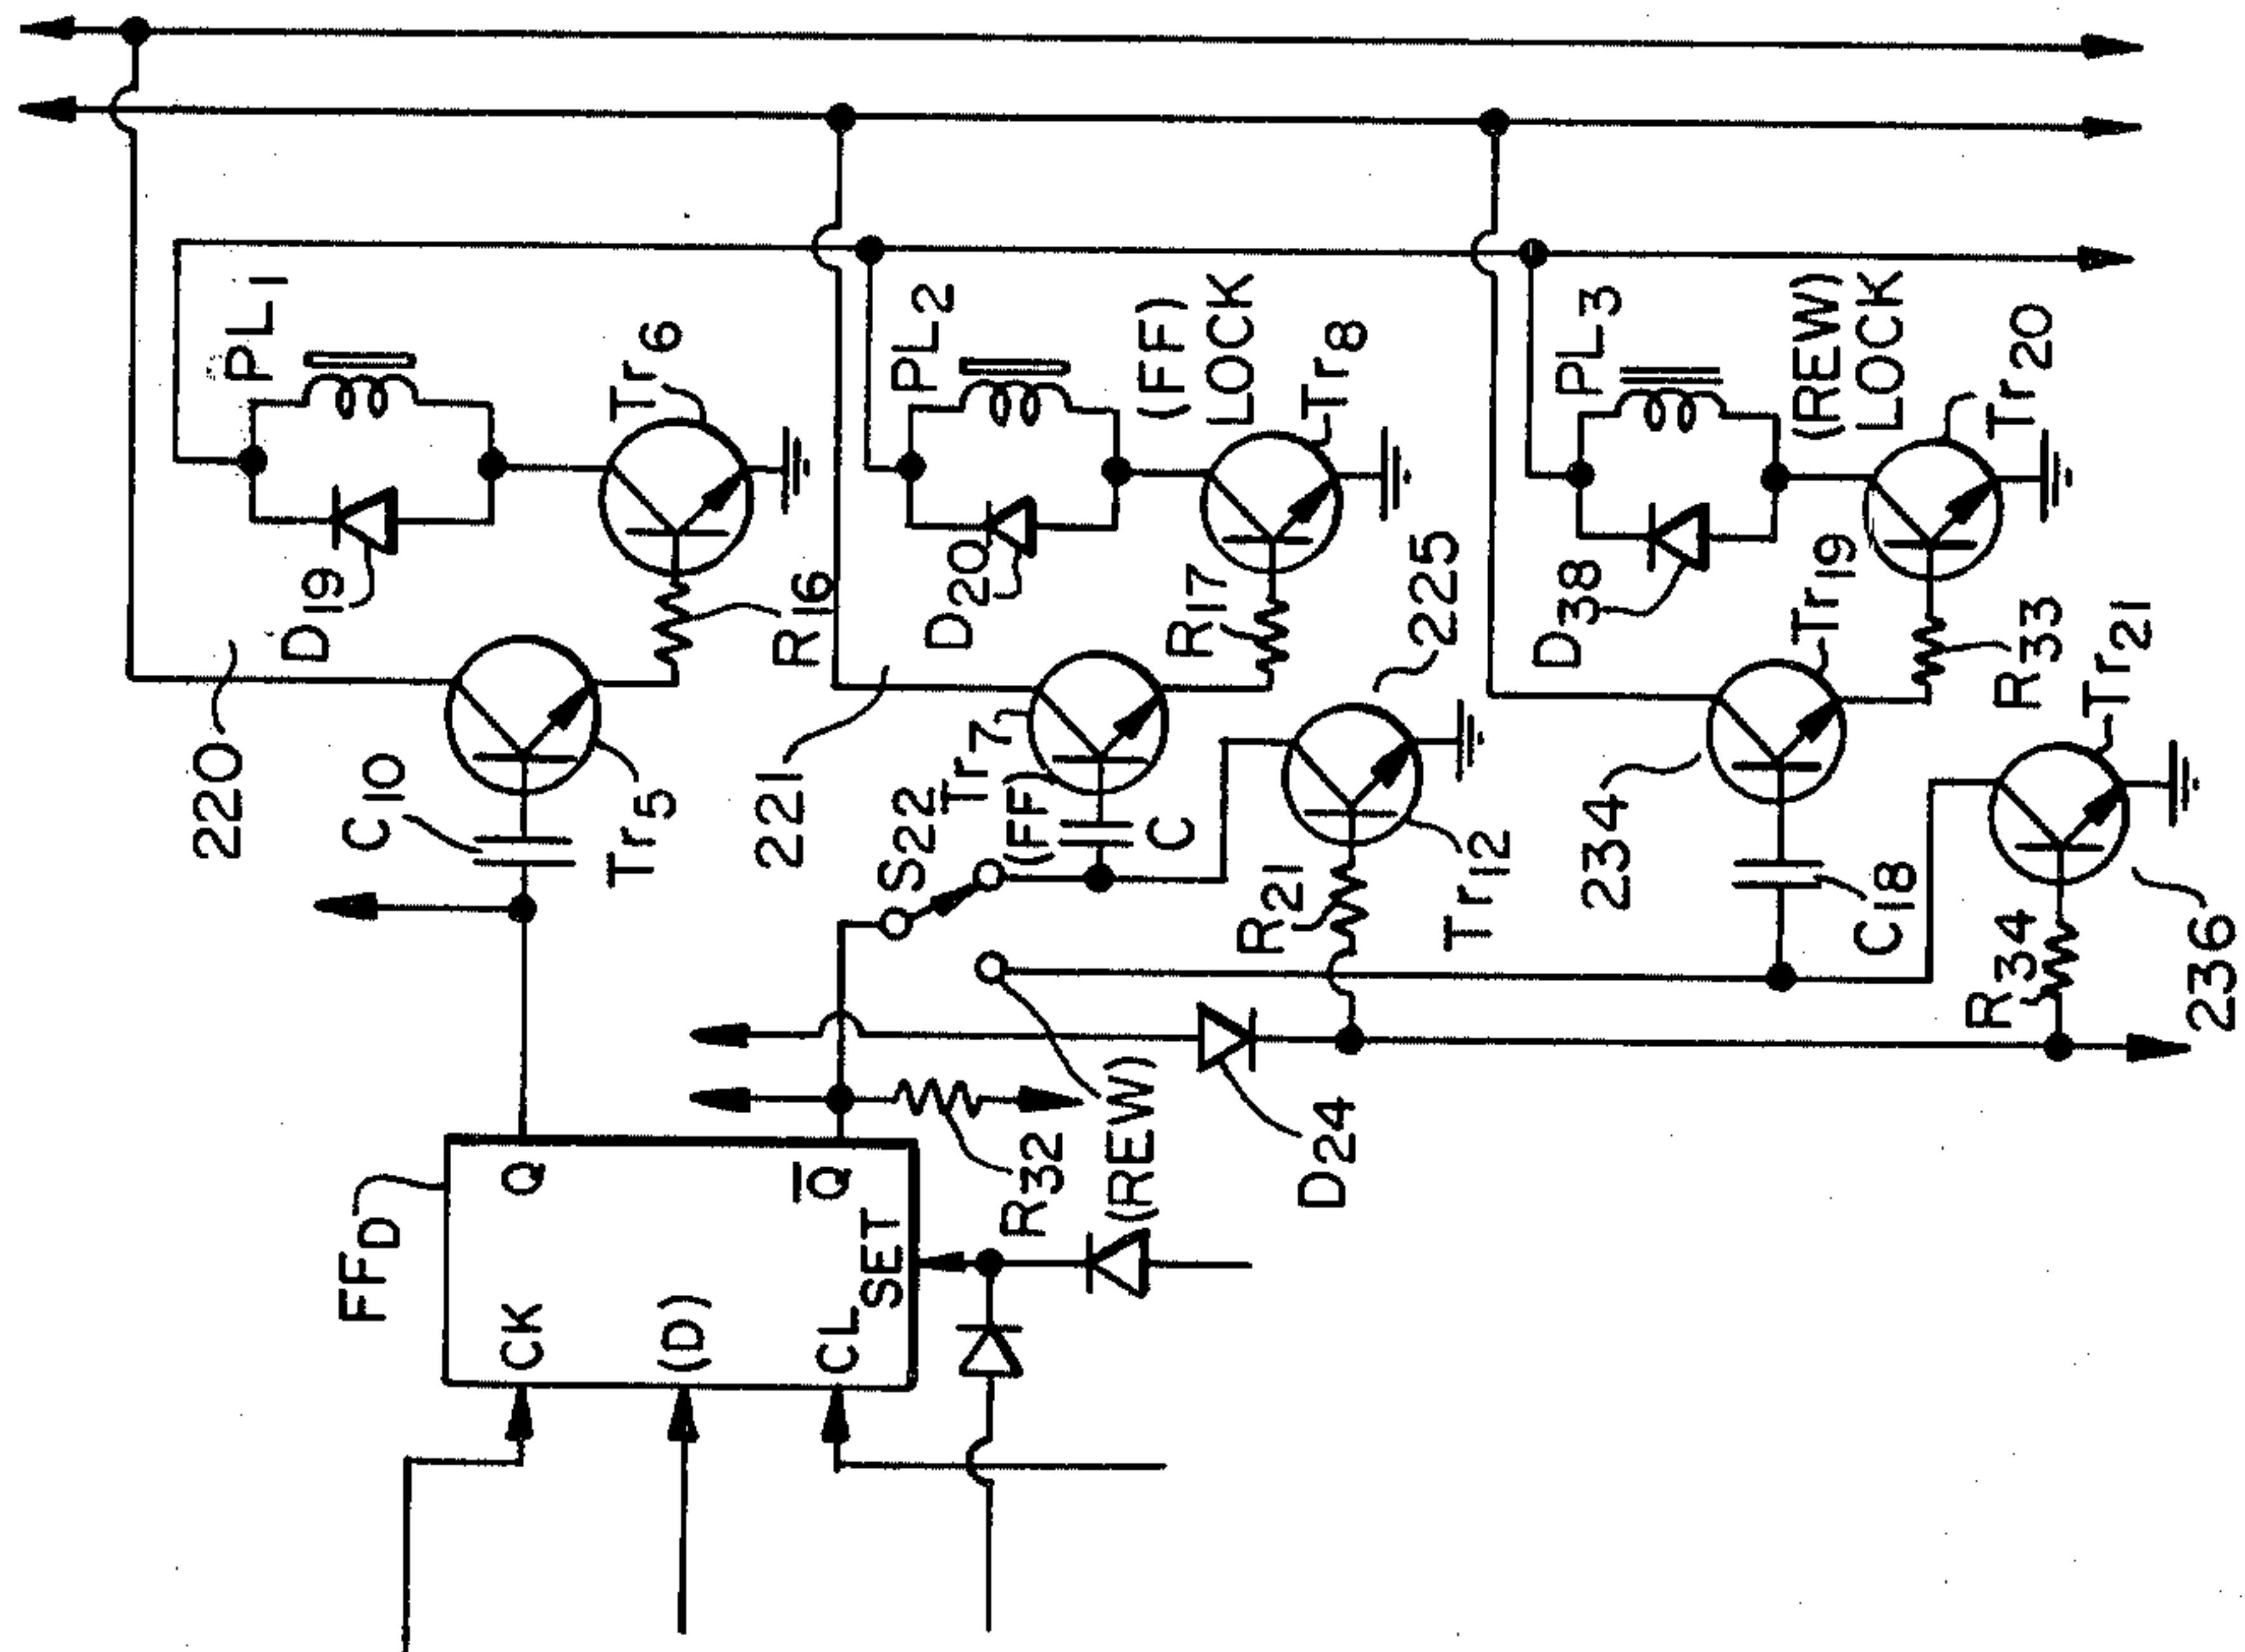 PL1
Tr6
D19
R16
220
C10
Tr5
PL2
(FF)
LOCK
Tr8
D20
R17
221
Tr7
S22
(FF)
C
225
R21
Tr12
PL3
(REW)
LOCK
Tr20
D38
Tr19
R33
234
C18
Tr21
R34
236
FFD
Q
Q̅
CK
(D)
CL
SET
R32
(REW)
D24